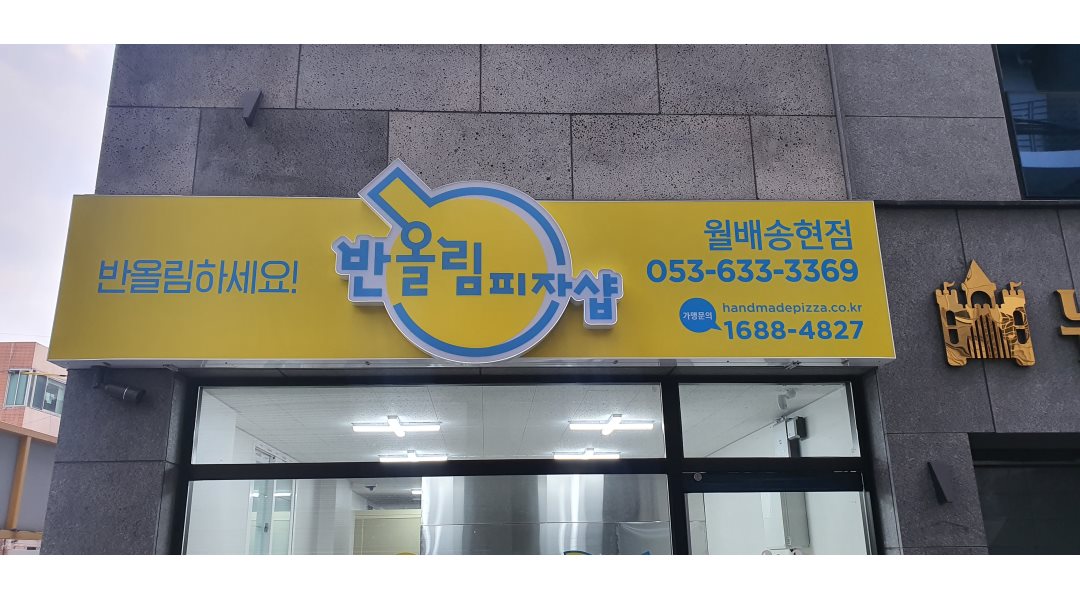 반올림하세요!
반올림피자샵
월배송현점
053-633-3369
가맹문의
handmadepizza.co.kr
1688-4827